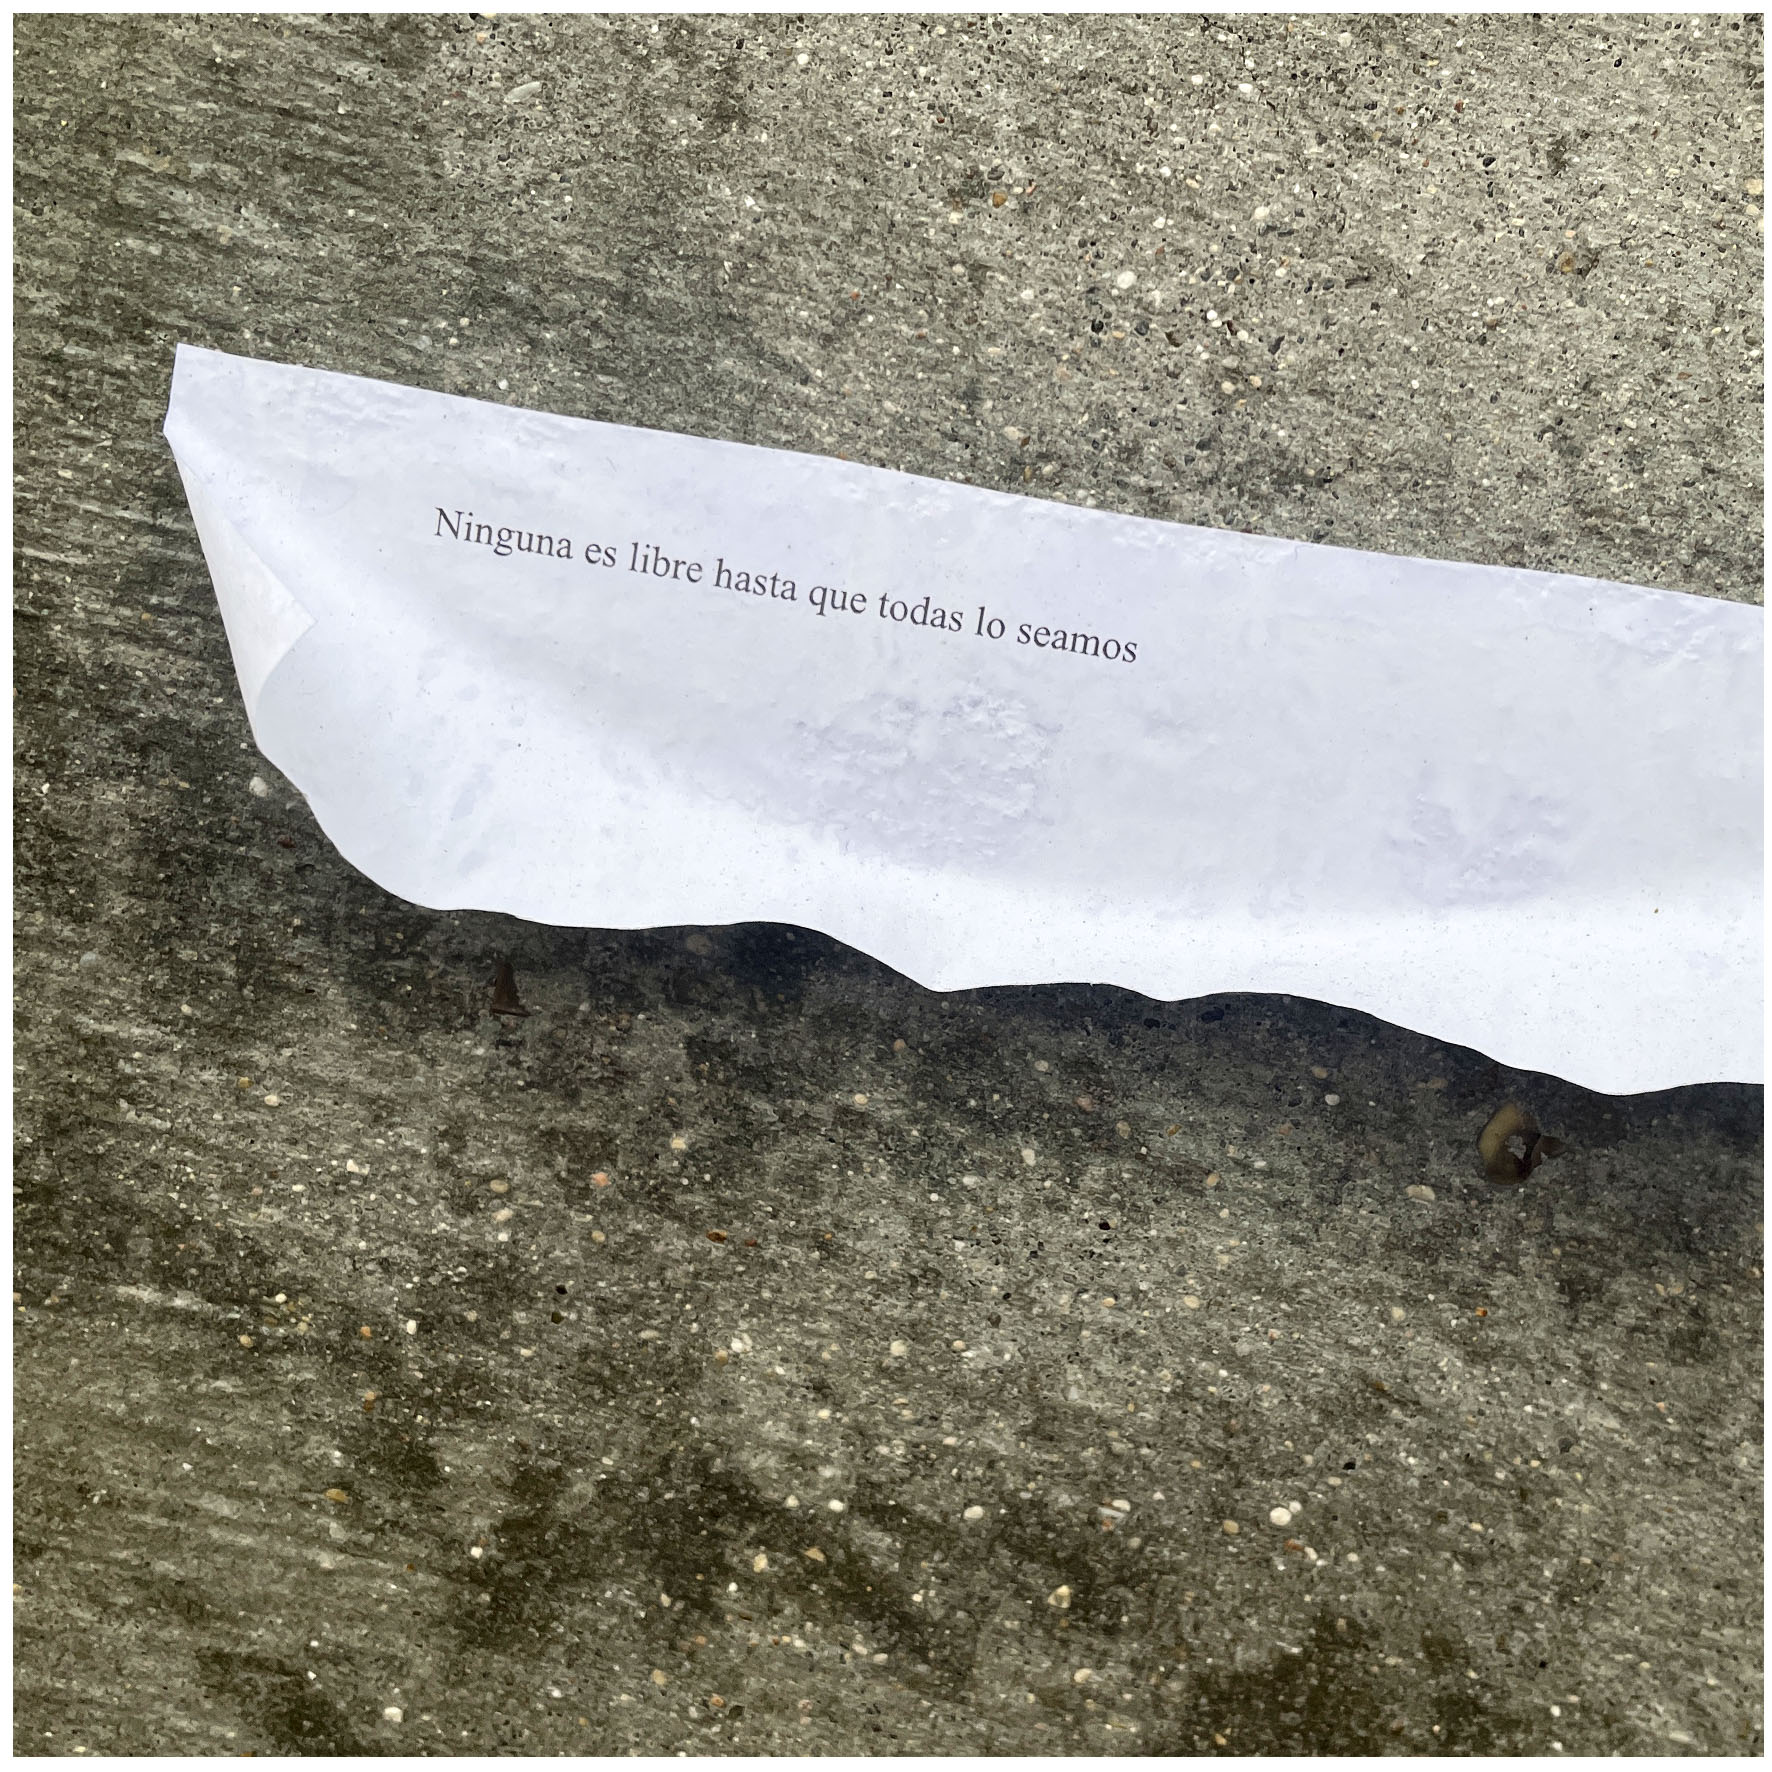 Ninguna es libre hasta que todas lo seamos